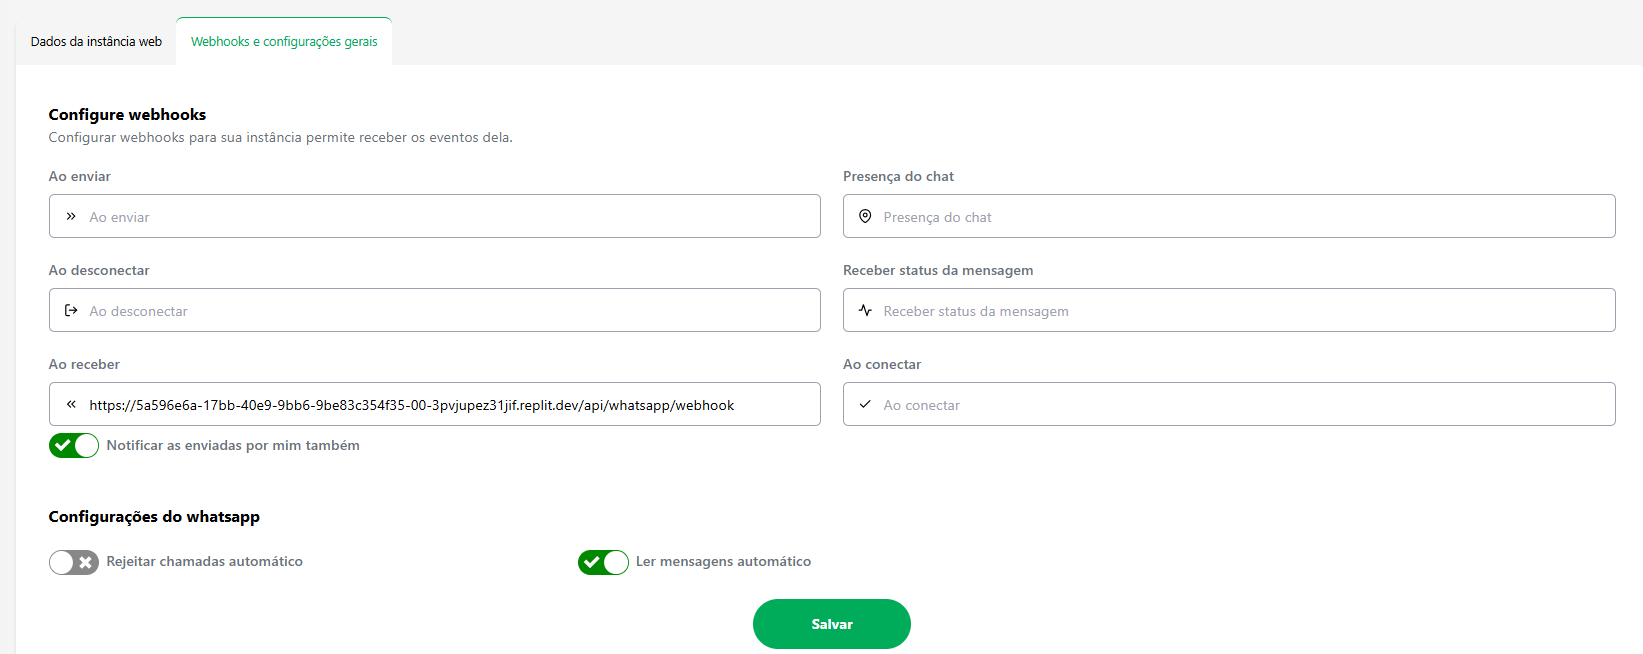 Dados da instância web
Webhooks e configurações gerais
Configure webhooks
Configurar webhooks para sua instância permite receber os eventos dela.
Ao enviar
Presença do chat
Ao enviar
Presença do chat
Ao desconectar
Receber status da mensagem
Ao desconectar
Receber status da mensagem
Ao receber
Ao conectar
https://5a596e6a-17bb-40e9-9bb6-9be83c354f35-00-3pvjupez31jif.replit.dev/api/whatsapp/webhook
Ao conectar
Notificar as enviadas por mim também
Configurações do whatsapp
Rejeitar chamadas automático
Ler mensagens automático
Salvar